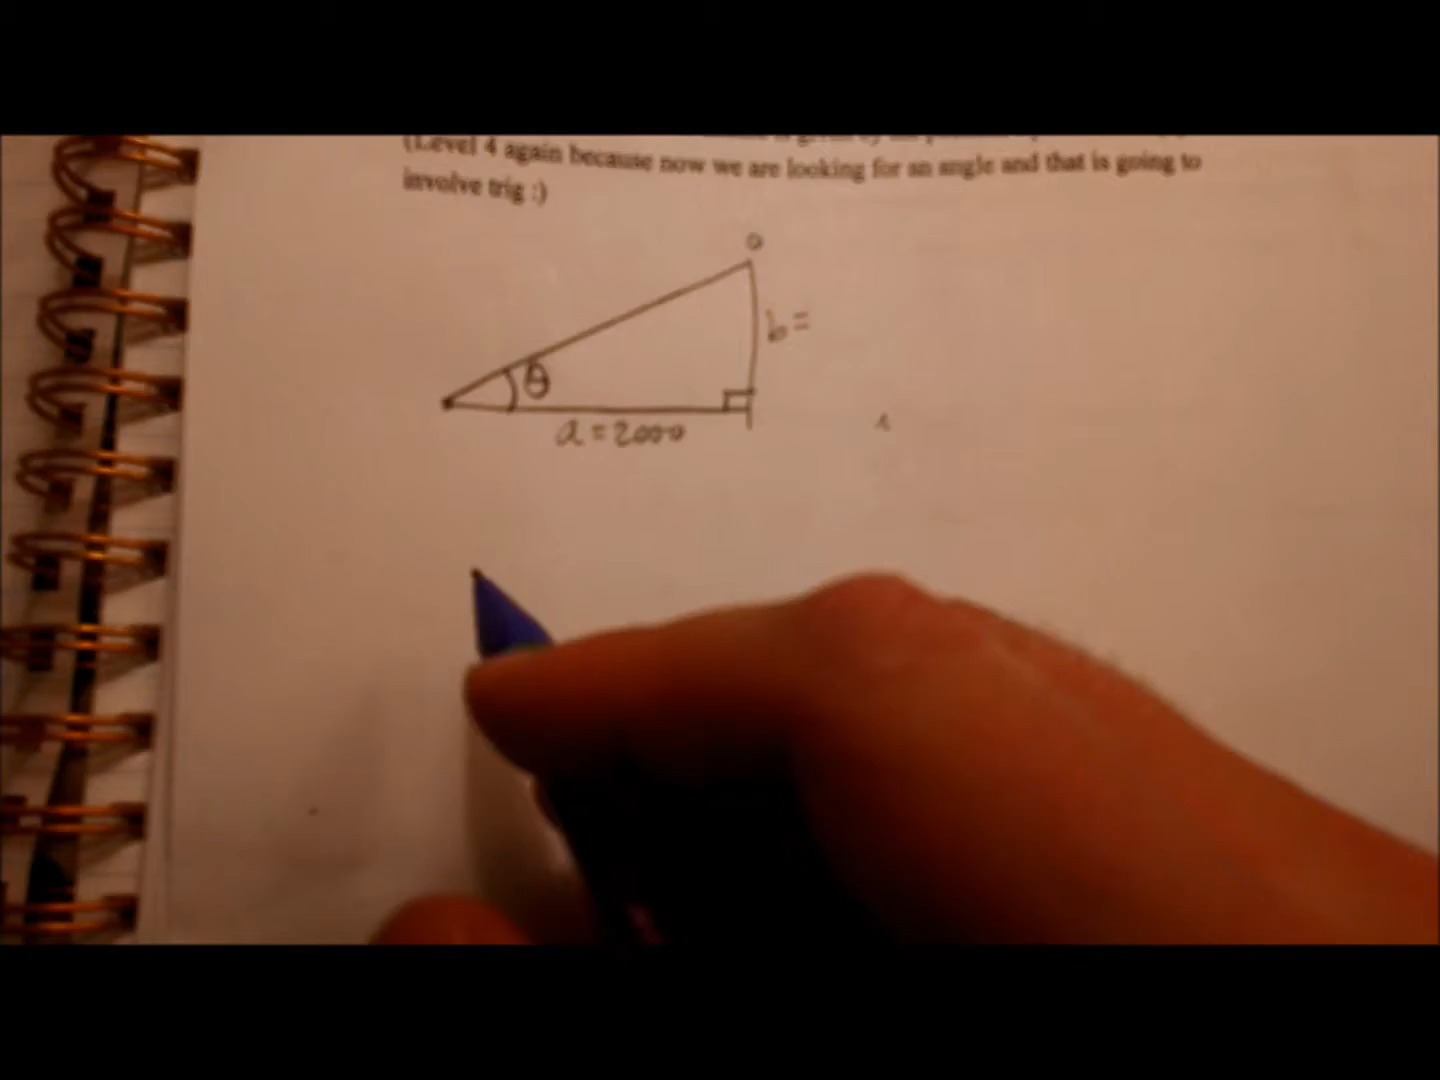 (Level 4 again because now we are looking for an angle and that is going to
involve trig :)
b =
θ
a = 2000